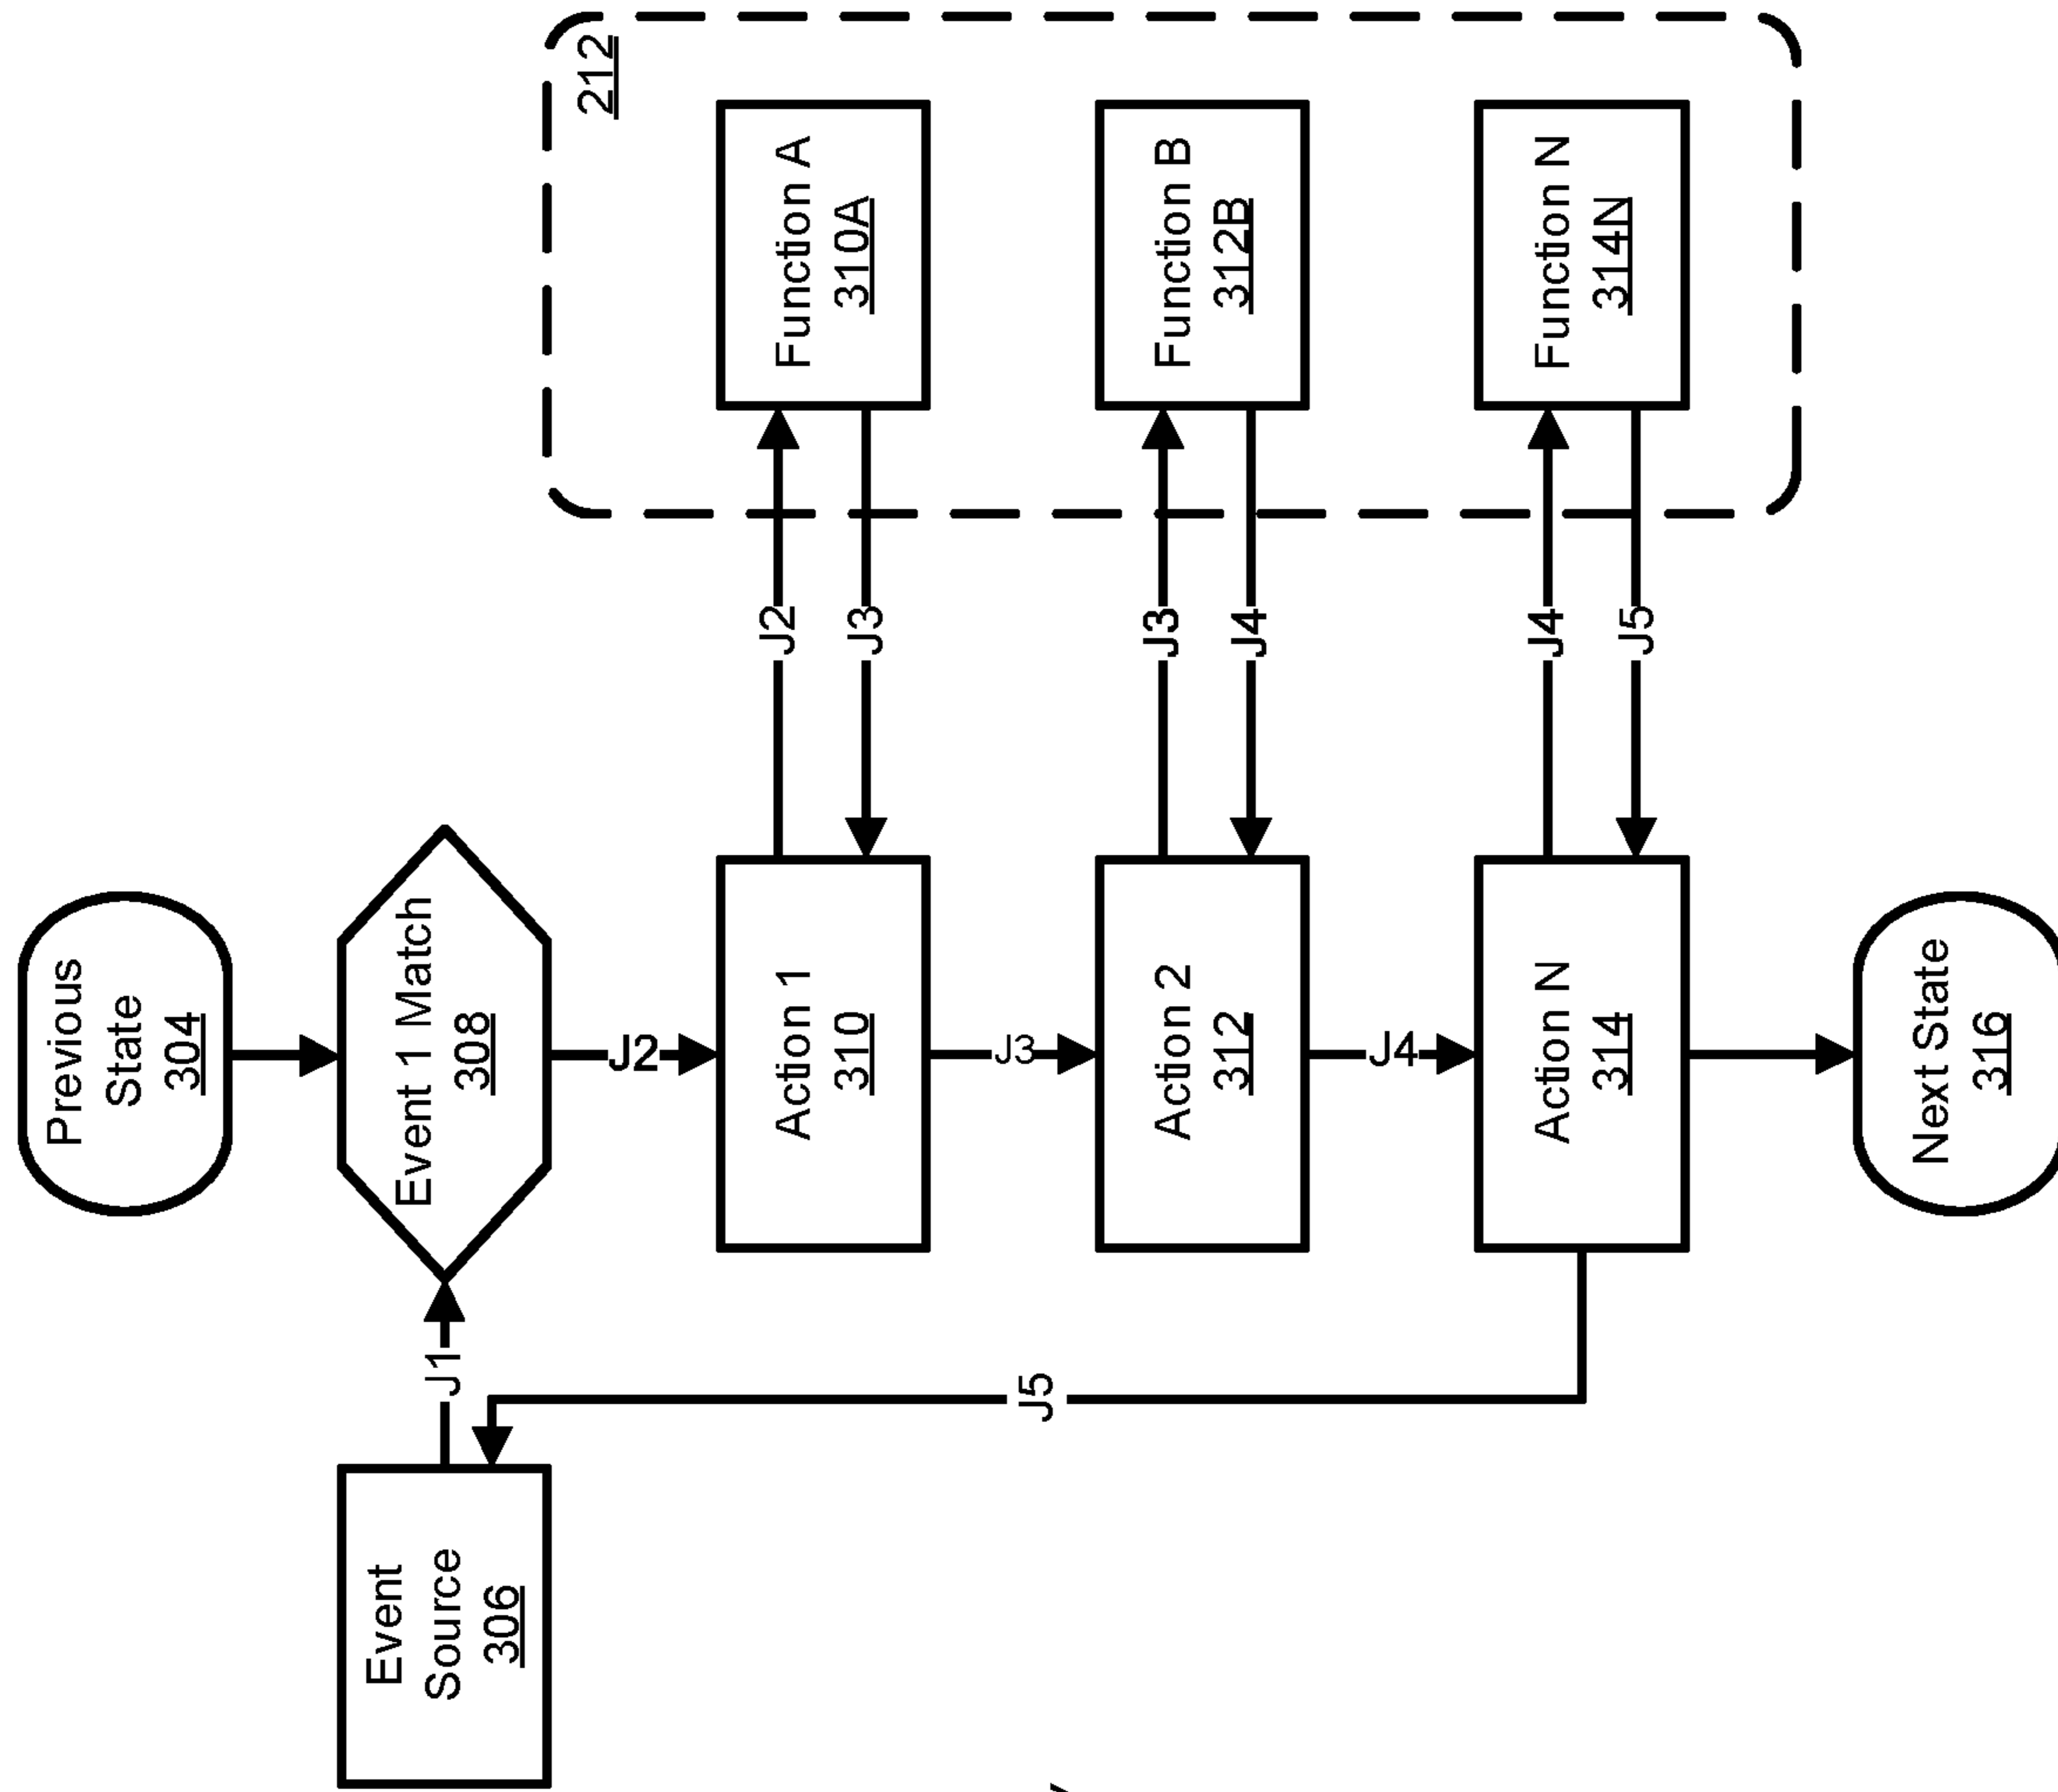 Previous
State
304
Event
Source
306
J1
Event 1 Match
308
J2
Action 1
310
J2
J3
Function A
310A
212
J3
Action 2
312
J3
J4
Function B
312B
J4
Action N
314
J4
J5
Function N
314N
J5
Next State
316